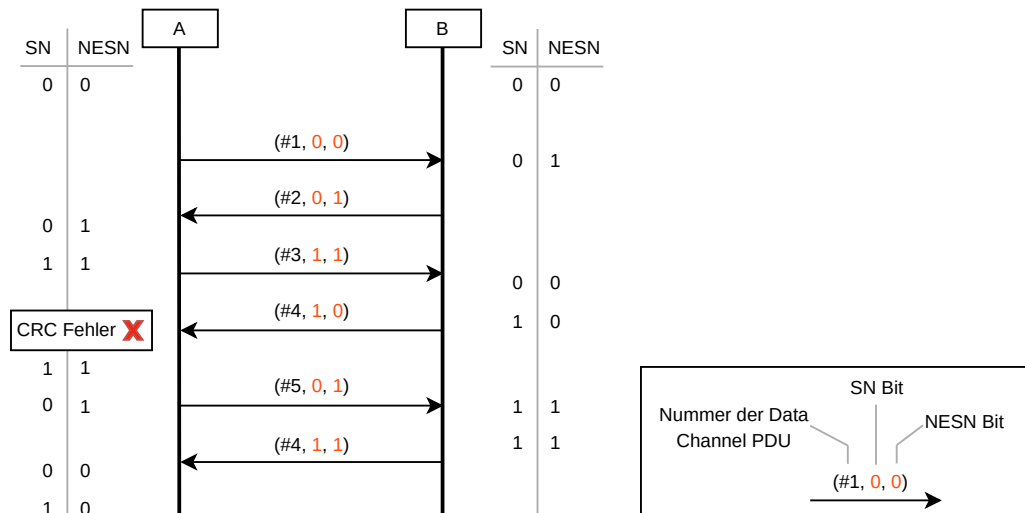 A
B
SN NESN
SN NESN
0 0
0 0
(#1, 0, 0)
0 1
(#2, 0, 1)
0 1
(#3, 1, 1)
1 1
0 0
(#4, 1, 0)
1 0
CRC Fehler
1 1
(#5, 0, 1)
0 1
1 1
(#4, 1, 1)
1 1
0 0
1 0
SN Bit
Nummer der Data
Channel PDU
NESN Bit
(#1, 0, 0)